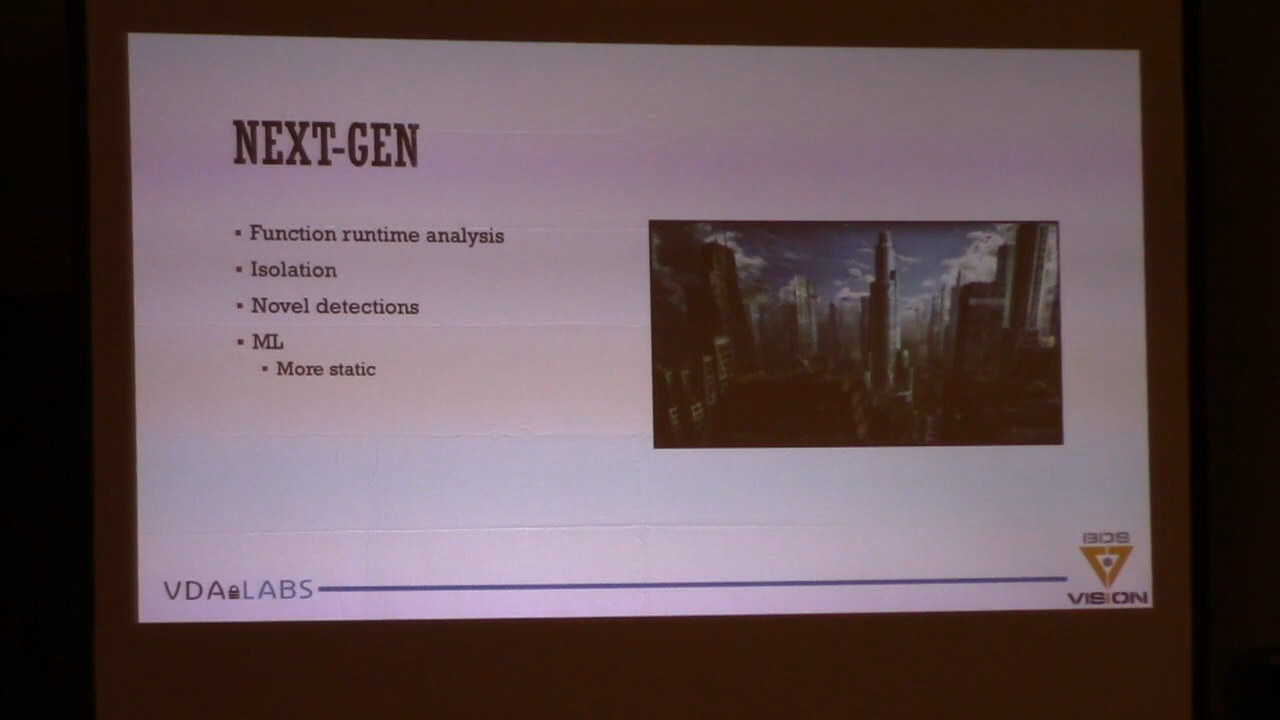 NEXT-GEN
▪ Function runtime analysis
▪ Isolation
▪ Novel detections
▪ ML
▪ More static
VDA LABS
BDS
VISION